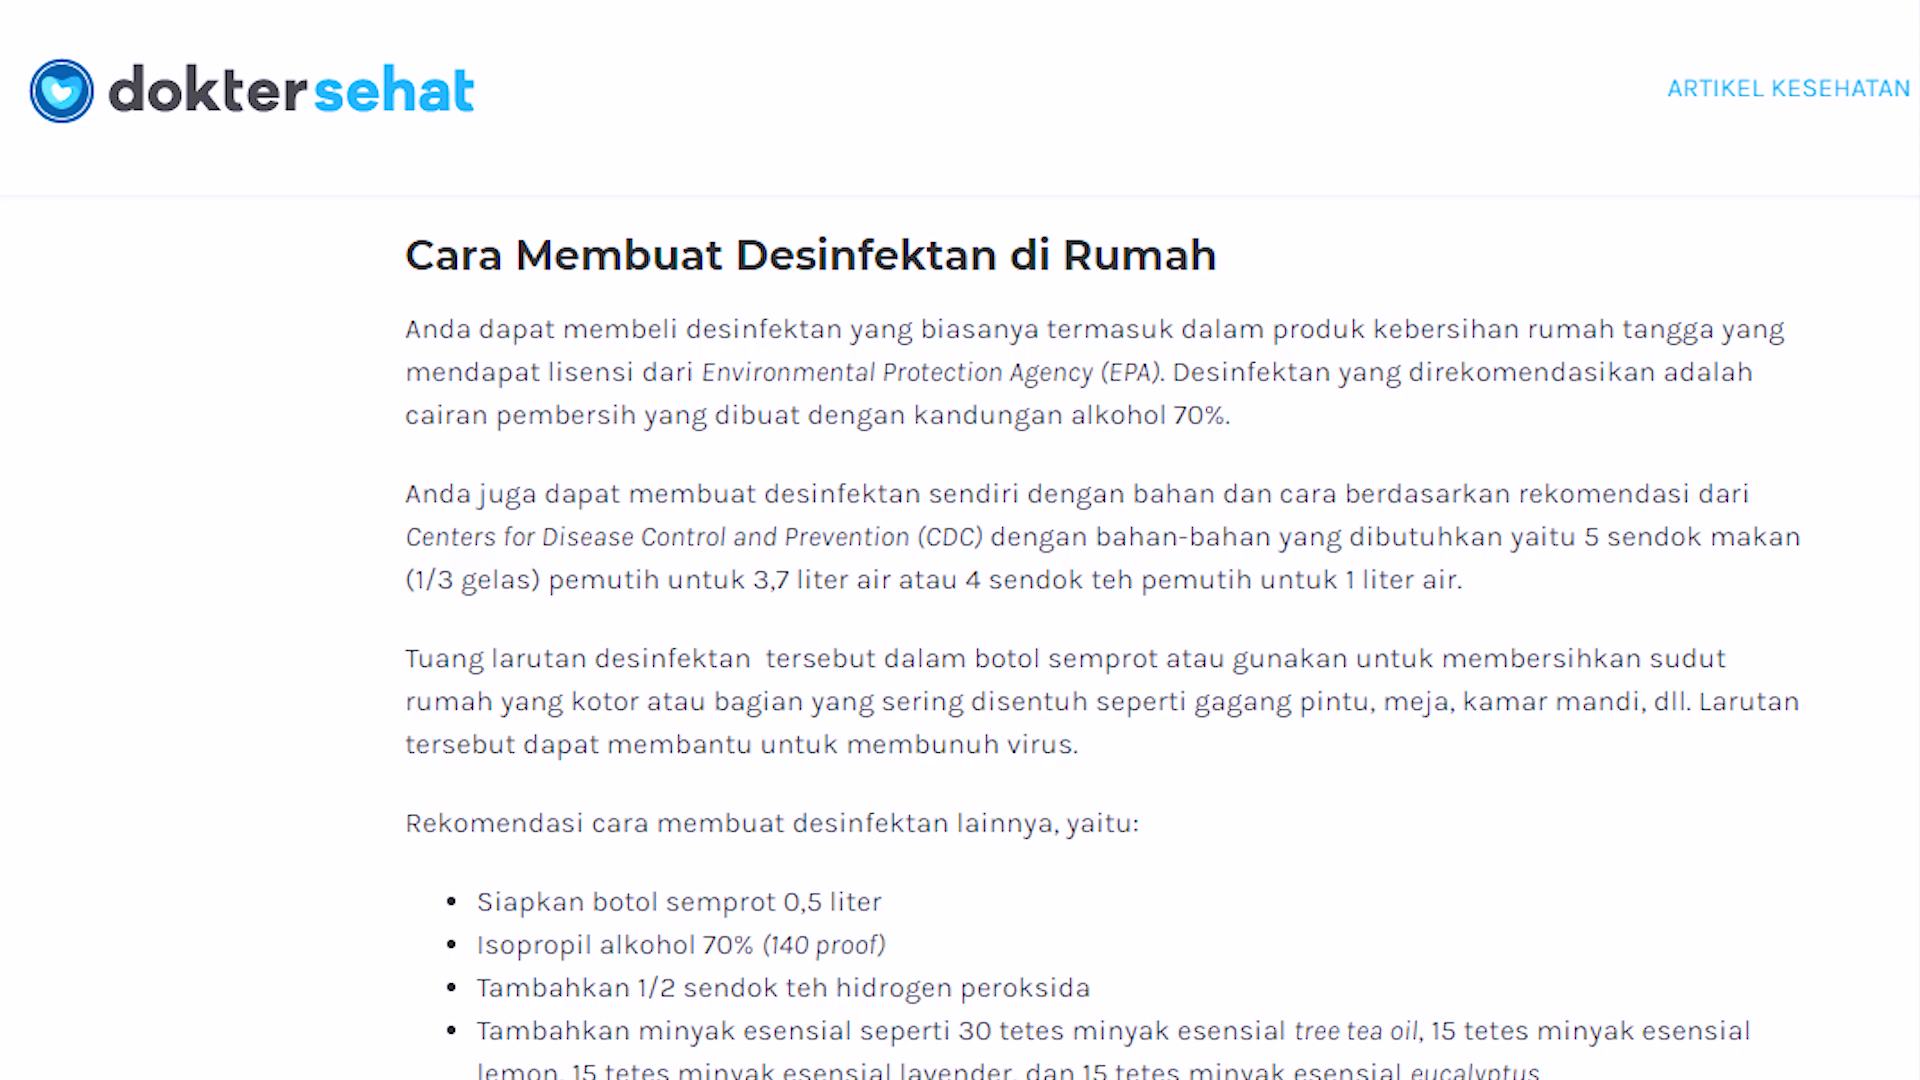 doktersehat
ARTIKEL KESEHATAN
Cara Membuat Desinfektan di Rumah
Anda dapat membeli desinfektan yang biasanya termasuk dalam produk kebersihan rumah tangga yang
mendapat lisensi dari Environmental Protection Agency (EPA). Desinfektan yang direkomendasikan adalah
cairan pembersih yang dibuat dengan kandungan alkohol 70%.
Anda juga dapat membuat desinfektan sendiri dengan bahan dan cara berdasarkan rekomendasi dari
Centers for Disease Control and Prevention (CDC) dengan bahan-bahan yang dibutuhkan yaitu 5 sendok makan
(1/3 gelas) pemutih untuk 3,7 liter air atau 4 sendok teh pemutih untuk 1 liter air.
Tuang larutan desinfektan  tersebut dalam botol semprot atau gunakan untuk membersihkan sudut
rumah yang kotor atau bagian yang sering disentuh seperti gagang pintu, meja, kamar mandi, dll. Larutan
tersebut dapat membantu untuk membunuh virus.
Rekomendasi cara membuat desinfektan lainnya, yaitu:
• Siapkan botol semprot 0,5 liter
• Isopropil alkohol 70% (140 proof)
• Tambahkan 1/2 sendok teh hidrogen peroksida
• Tambahkan minyak esensial seperti 30 tetes minyak esensial tree tea oil, 15 tetes minyak esensial
lemon, 15 tetes minyak esensial lavender, dan 15 tetes minyak esensial eucalyptus